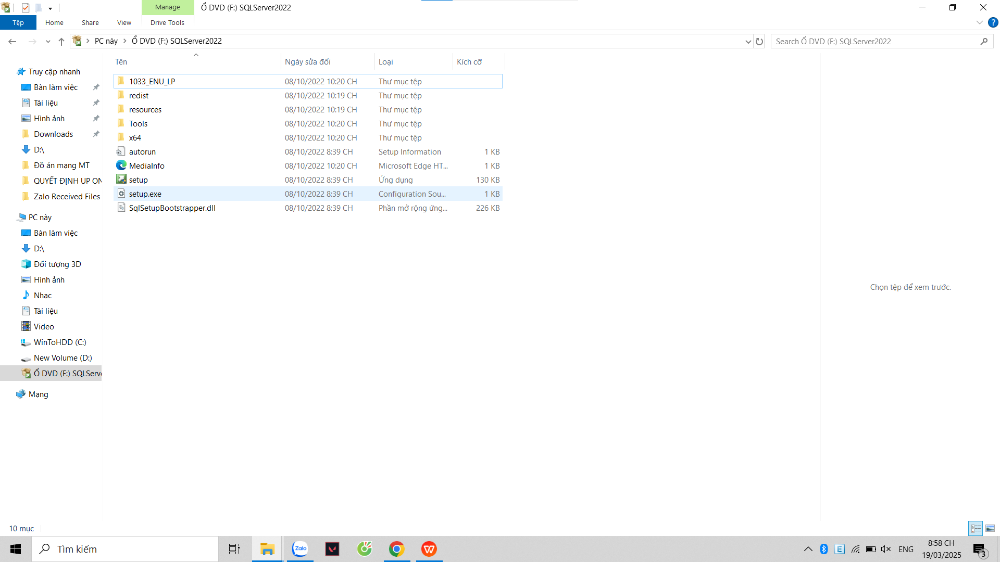 Manage
Ổ DVD (F:) SQLServer2022
Tệp
Home
Share
View
Drive Tools
PC này
Ổ DVD (F:) SQLServer2022
Search Ổ DVD (F:) SQLServer2022
Truy cập nhanh
Bàn làm việc
Tài liệu
Hình ảnh
Downloads
D:\
Đồ án mạng MT
QUYẾT ĐỊNH UP ON
Zalo Received Files
PC này
Bàn làm việc
D:\
Đối tượng 3D
Hình ảnh
Nhạc
Tài liệu
Video
WinToHDD (C:)
New Volume (D:)
Ổ DVD (F:) SQLServe
Mạng
Tên Ngày sửa đổi Loại Kích cỡ
1033_ENU_LP 08/10/2022 10:20 CH Thư mục tệp
redist 08/10/2022 10:19 CH Thư mục tệp
resources 08/10/2022 10:19 CH Thư mục tệp
Tools 08/10/2022 10:20 CH Thư mục tệp
x64 08/10/2022 10:20 CH Thư mục tệp
autorun 08/10/2022 8:39 CH Setup Information 1 KB
MediaInfo 08/10/2022 10:20 CH Microsoft Edge HT... 1 KB
setup 08/10/2022 8:39 CH Ứng dụng 130 KB
setup.exe 08/10/2022 8:39 CH Configuration Sou... 1 KB
SqlSetupBootstrapper.dll 08/10/2022 8:39 CH Phần mở rộng ứng... 226 KB
Chọn tệp để xem trước.
10 mục
Tìm kiếm
Zalo
ENG
8:58 CH
19/03/2025
3